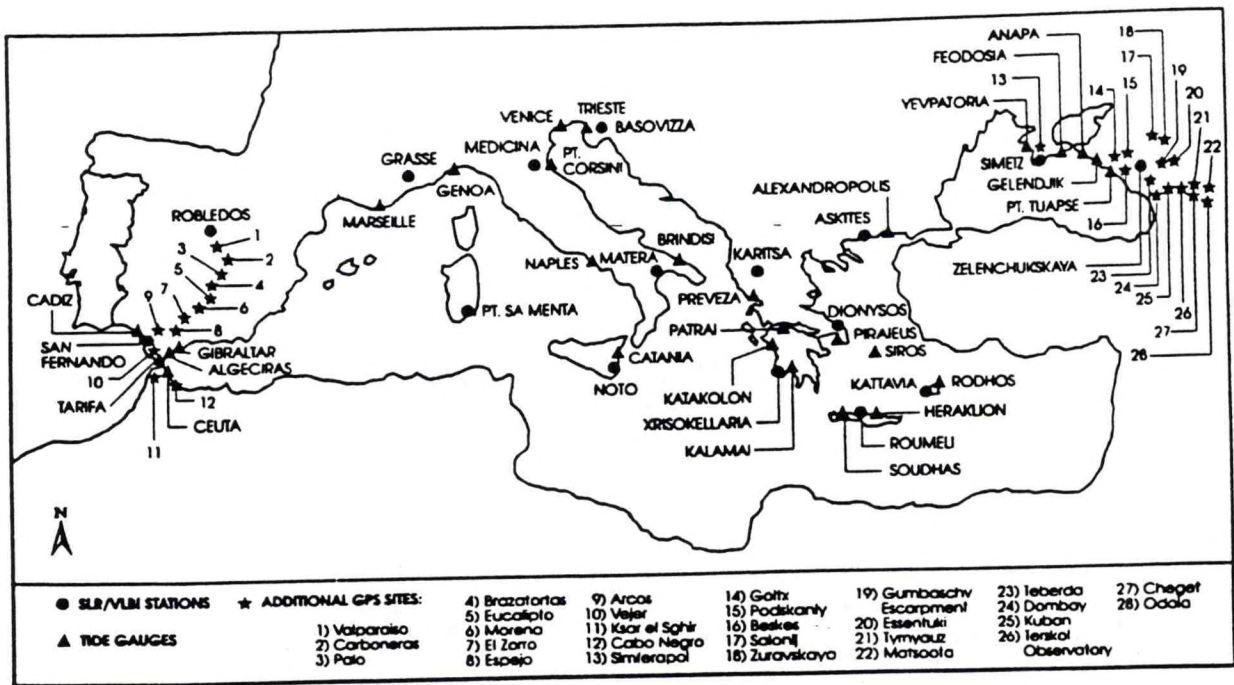 ANAPA
FEODOSIA
18
17
13
15
14
19
20
21
22
YEVPATORIA
SIMEIZ
GELENDJIK
PT. TUAPSE
16
ZELENCHUKSKAYA
23
24
25
26
27
28
VENICE
TRIESTE
BASOVIZZA
MEDICINA
PT. CORSINI
GRASSE
GENOA
MARSEILLE
ALEXANDROPOLIS
ASKITES
ROBLEDOS
1
2
3
4
5
6
7
8
9
BRINDISI
MATERA
NAPLES
KARITSA
PREVEZA
DIONYSOS
PATRAI
PIRAIEUS
SIROS
CADIZ
SAN
FERNANDO
GIBRALTAR
ALGECIRAS
10
TARIFA
12
CEUTA
11
PT. SA MENTA
CATANIA
NOTO
KATAKOLON
XRISOKELLARIA
KALAMAI
KATTAVIA
RODHOS
HERAKLION
ROUMELI
SOUDHAS
N
SLR/VLBI STATIONS
TIDE GAUGES
ADDITIONAL GPS SITES:
1) Valparaiso
2) Carboneras
3) Palo
4) Brazatortas
5) Eucalipto
6) Morena
7) El Zorro
8) Espejo
9) Arcos
10) Vejer
11) Ksar el Sghir
12) Cabo Negro
13) Simferapol
14) Goitx
15) Podskanly
16) Beskes
17) Salonij
18) Zuravskaya
19) Gumbaschv
Escarpment
20) Essentuki
21) Tyrnyauz
22) Matsoota
23) Teberda
24) Dombay
25) Kuban
26) Terskol
Observatory
27) Cheget
28) Odala